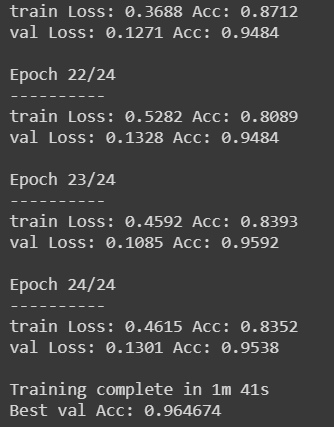 train Loss: 0.3688 Acc: 0.8712
val Loss: 0.1271 Acc: 0.9484
Epoch 22/24
----------
train Loss: 0.5282 Acc: 0.8089
val Loss: 0.1328 Acc: 0.9484
Epoch 23/24
----------
train Loss: 0.4592 Acc: 0.8393
val Loss: 0.1085 Acc: 0.9592
Epoch 24/24
----------
train Loss: 0.4615 Acc: 0.8352
val Loss: 0.1301 Acc: 0.9538
Training complete in 1m 41s
Best val Acc: 0.964674